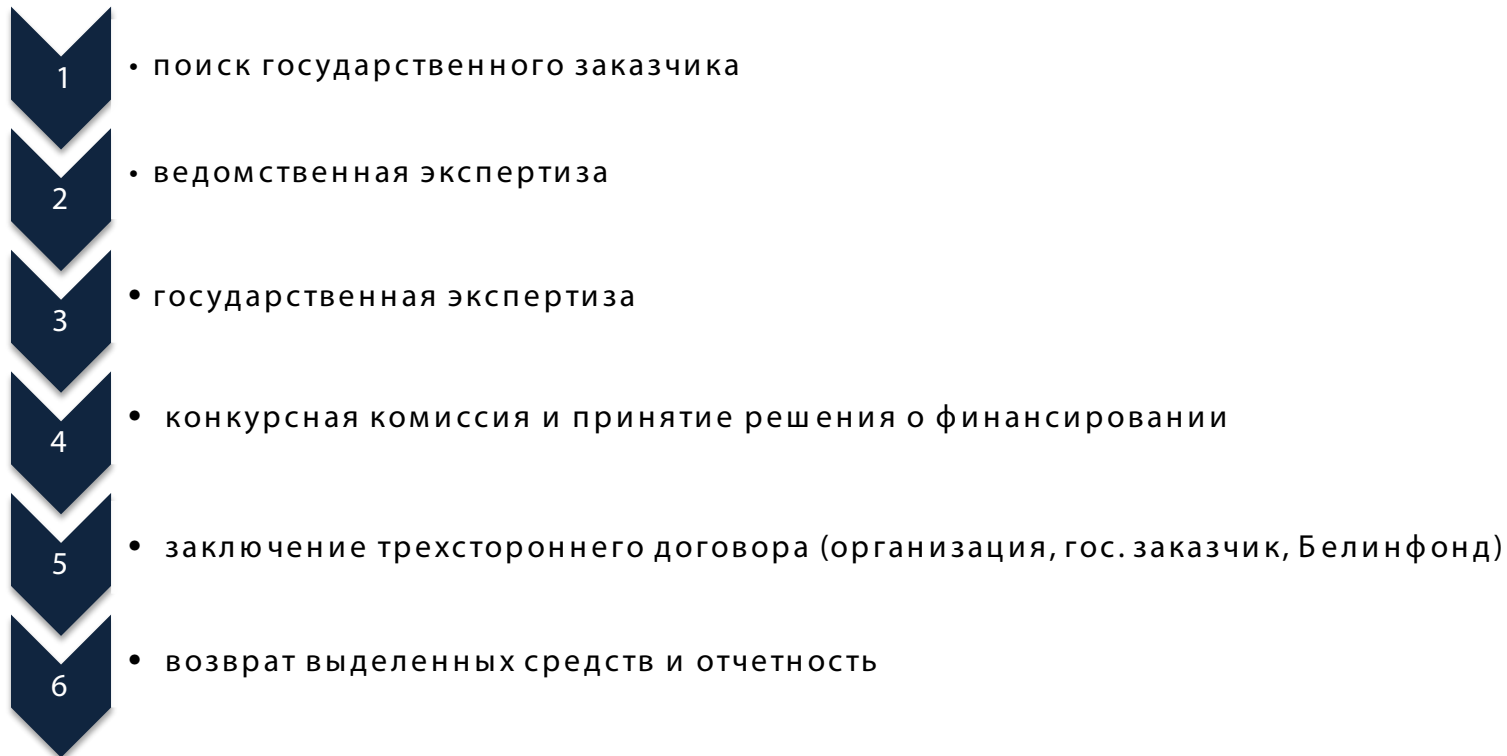 1 • поиск государственного заказчика
2 • ведомственная экспертиза
3 • государственная экспертиза
4 • конкурсная комиссия и принятие решения о финансировании
5 • заключение трехстороннего договора (организация, гос. заказчик, Белинфонд)
6 • возврат выделенных средств и отчетность